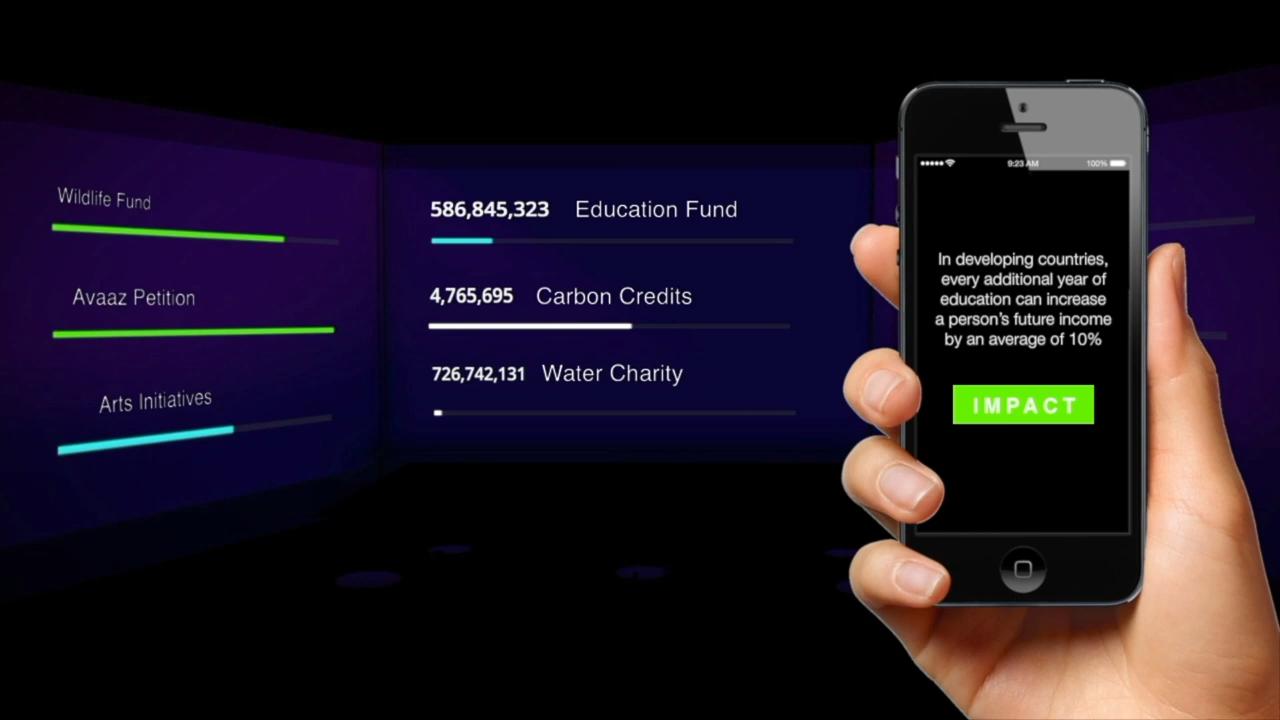 Wildlife Fund
Avaaz Petition
Arts Initiatives
586,845,323 Education Fund
4,765,695 Carbon Credits
726,742,131 Water Charity
9:23 AM 100%
In developing countries,
every additional year of
education can increase
a person's future income
by an average of 10%
IMPACT